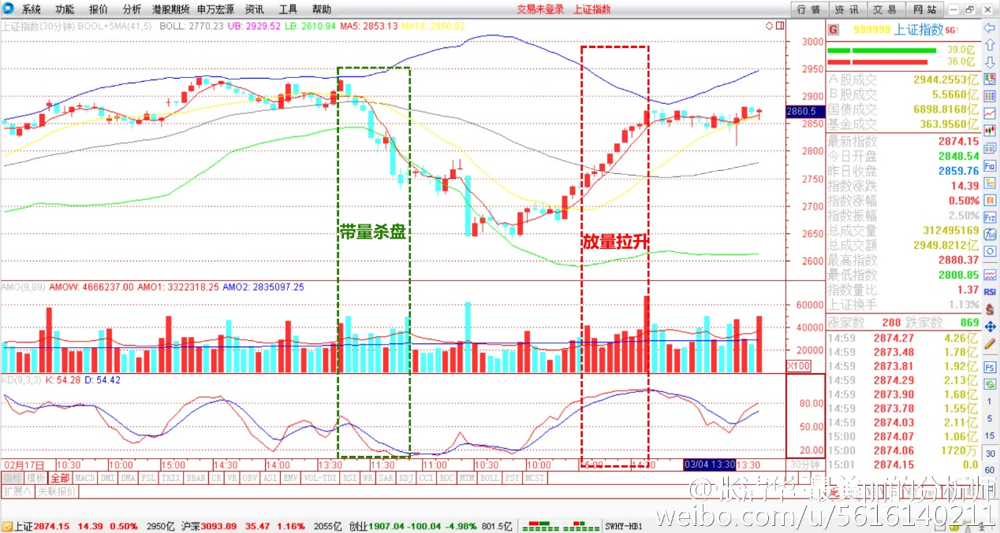 系统 功能 报价 分析 港股期货 申万宏源 资讯 工具 帮助 交易未登录 上证指数 行情 资讯 交易 网站
上证指数(30分钟) BOOL+5MA(41,5) BOLL: 2770.23 UB: 2929.52 LB: 2610.94 MA5: 2853.13 MA18: 2850.82
3000
2950
2900
2860.5
2850
2800
2750
2700
2650
2600
带量杀盘
放量拉升
AMO(9,89) AMOW: 4666237.00 AMO1: 3322318.25 AMO2: 2835097.25
60000
40000
20000
X100
KD(9,3,3) K: 54.28 D: 54.42
80.00
50.00
20.00
02月17日 10:30 10:00 15:00 14:30 14:00 13:30 11:30 11:00 10:30 10:00 03/04 13:30 13:30 30分钟
指标 模板 全部 MACD DMI DMA FSL TRIX BRAR CR VR OBV ASI EMV VOL-TDX RSI WR SAR KDJ CCI ROC MTM BOLL PSY MCST
扩展∧ 关联报价
G 999999 上证指数
39.0亿
36.0亿
A股成交 2944.2553亿
B股成交 5.5660亿
国债成交 6898.8168亿
基金成交 363.9560亿
最新指数 2874.15
今日开盘 2848.54
昨日收盘 2859.76
指数涨跌 14.39
指数涨幅 0.50%
指数振幅 2.50%
总成交量 312495169
总成交额 2949.8212亿
最高指数 2880.37
最低指数 2808.85
指数量比 1.37
上证换手 1.13%
涨家数 288 跌家数 869
14:59 2874.27 4.26亿
14:59 2873.48 1.78亿
14:59 2873.81 1.92亿
14:59 2874.29 2.13亿
14:59 2873.90 1.68亿
14:59 2873.78 1.55亿
14:59 2874.03 2.11亿
15:00 2874.07 1.06亿
15:00 2874.06 1720万
15:01 2874.15 0.0
F10
自
RSI
F5
1
5
15
30
60
@张清华-最美丽的分析师
weibo.com/u/5616140211
上证2874.15 14.39 0.50% 2950亿 沪深3093.89 35.47 1.16% 2055亿 创业1907.04 -100.04 -4.98% 801.5亿 SWHY-HB1